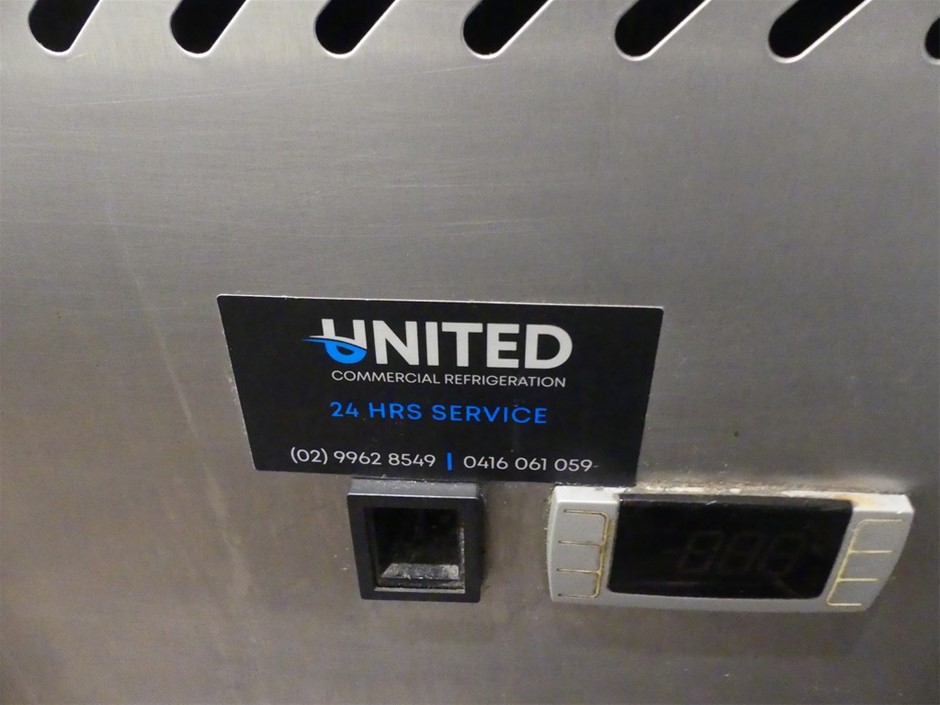 UNITED
COMMERCIAL REFRIGERATION
24 HRS SERVICE
(02) 9962 8549 | 0416 061 059